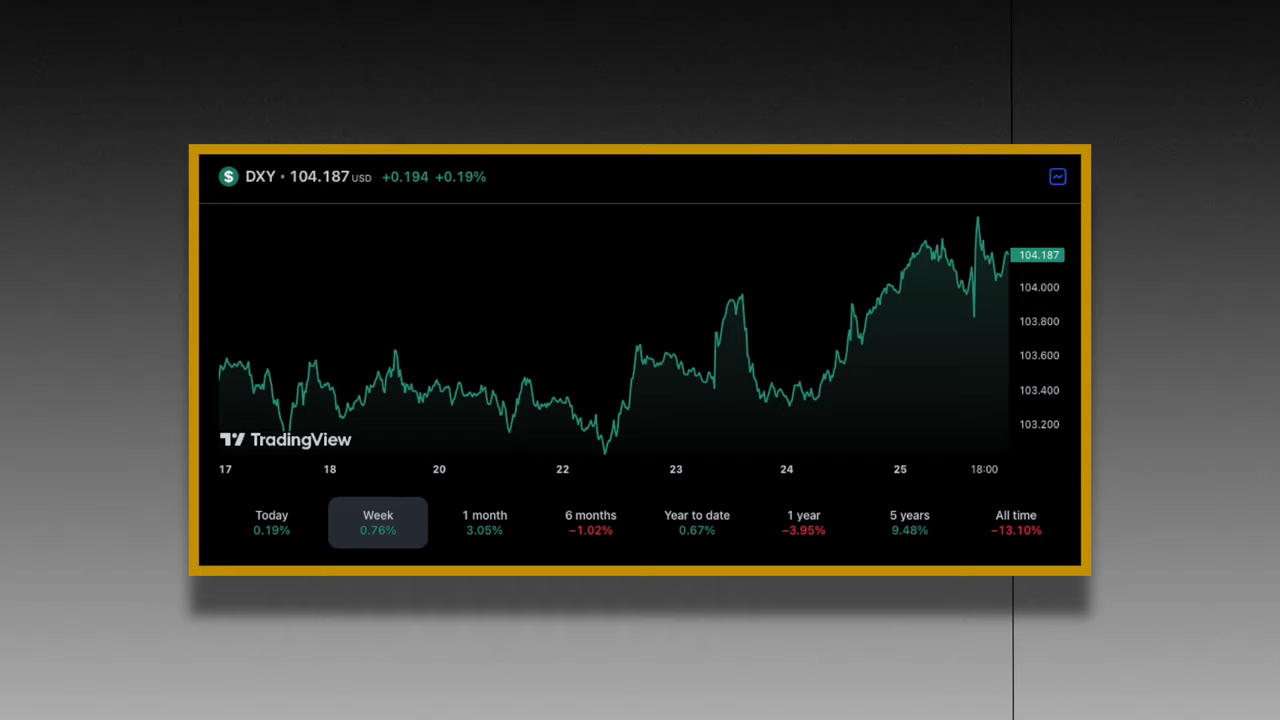 $ DXY • 104.187 USD +0.194 +0.19%
104.187
104.000
103.800
103.600
103.400
103.200
TradingView
17 18 20 22 23 24 25 18:00
Today Week 1 month 6 months Year to date 1 year 5 years All time
0.19% 0.76% 3.05% −1.02% 0.67% −3.95% 9.48% −13.10%